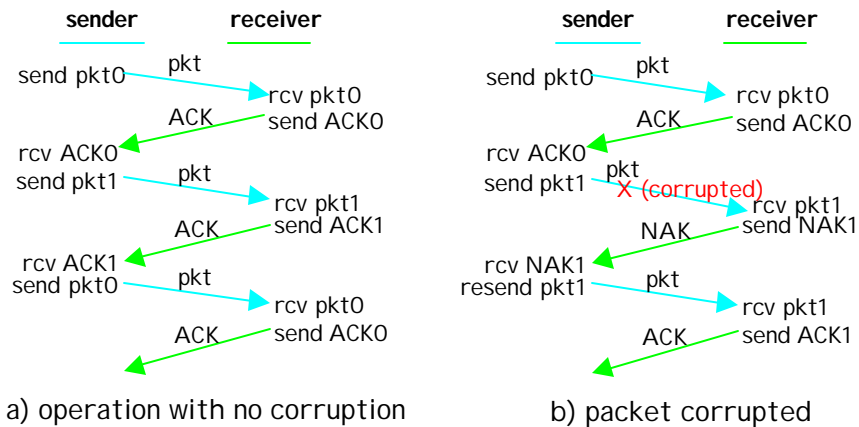 sender
receiver
send pkt0
pkt
rcv pkt0
send ACK0
ACK
rcv ACK0
send pkt1
pkt
rcv pkt1
send ACK1
ACK
rcv ACK1
send pkt0
pkt
rcv pkt0
send ACK0
ACK
a) operation with no corruption
sender
receiver
send pkt0
pkt
rcv pkt0
send ACK0
ACK
rcv ACK0
send pkt1
pkt
X (corrupted)
rcv pkt1
send NAK1
NAK
rcv NAK1
resend pkt1
pkt
rcv pkt1
send ACK1
ACK
b) packet corrupted